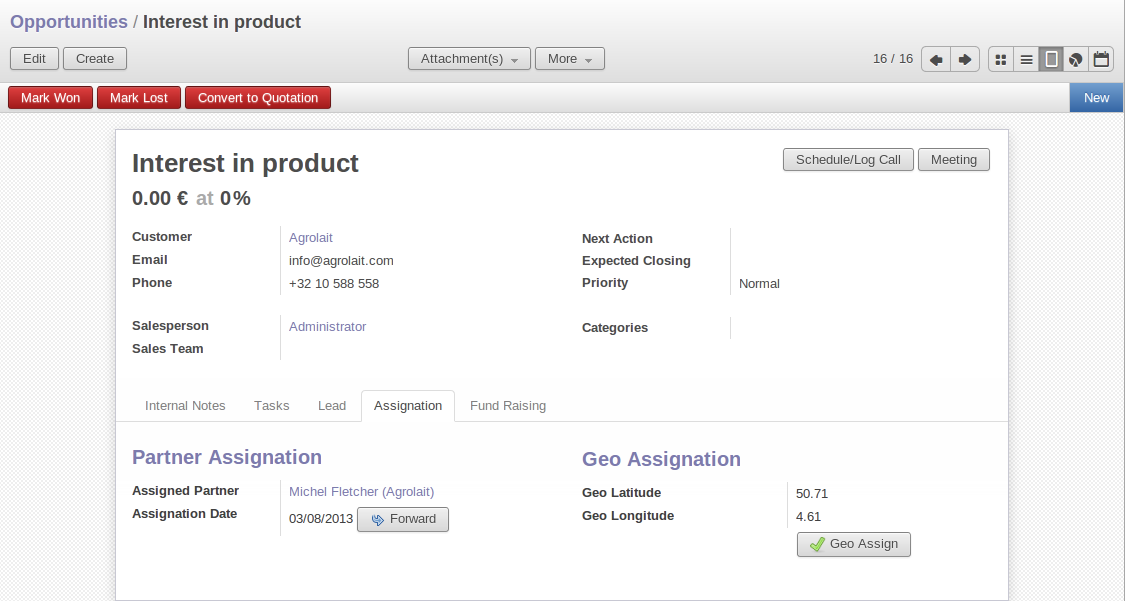 Opportunities / Interest in product
Edit Create Attachment(s) More 16 / 16
Mark Won Mark Lost Convert to Quotation New
Interest in product Schedule/Log Call Meeting
0.00 € at 0%
Customer Agrolait Next Action
Email info@agrolait.com Expected Closing
Phone +32 10 588 558 Priority Normal
Salesperson Administrator Categories
Sales Team
Internal Notes Tasks Lead Assignation Fund Raising
Partner Assignation Geo Assignation
Assigned Partner Michel Fletcher (Agrolait) Geo Latitude 50.71
Assignation Date 03/08/2013 Forward Geo Longitude 4.61
Geo Assign